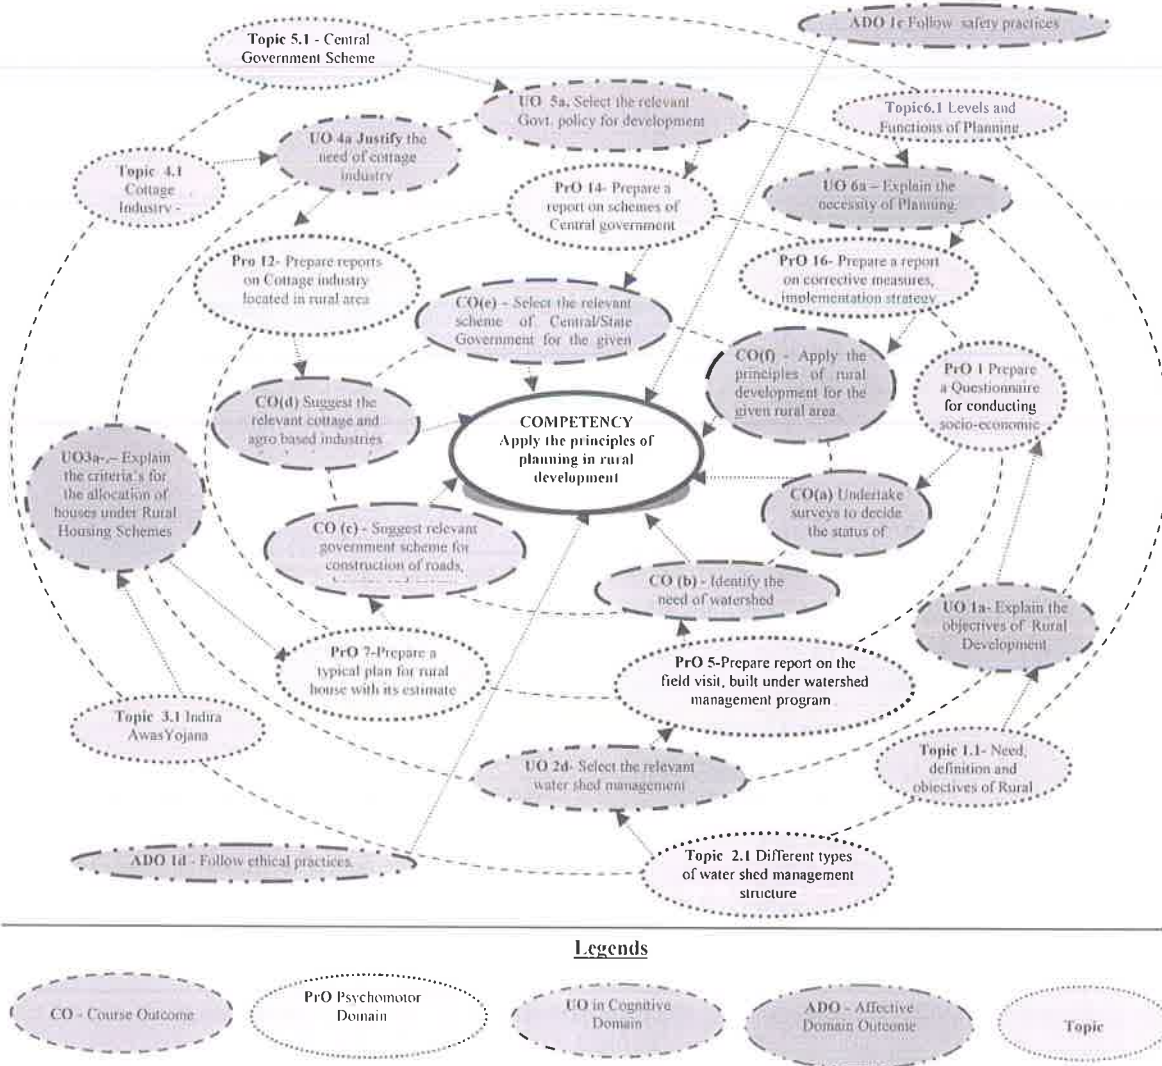 ADO 1c Follow safety practices
Topic 5.1 - Central
Government Scheme
UO 5a. Select the relevant
Govt. policy for development
Topic6.1 Levels and
Functions of Planning
UO 4a Justify the
need of cottage
industry
Topic 4.1
Cottage
Industry -
PrO 14- Prepare a
report on schemes of
Central government
UO 6a – Explain the
necessity of Planning.
Pro 12- Prepare reports
on Cottage industry
located in rural area
PrO 16- Prepare a report
on corrective measures,
implementation strategy
CO(e) - Select the relevant
scheme of Central/State
Government for the given
CO(f) - Apply the
principles of rural
development for the
given rural area
PrO 1 Prepare
a Questionnaire
for conducting
socio-economic
CO(d) Suggest the
relevant cottage and
agro based industries
COMPETENCY
Apply the principles of
planning in rural
development
UO3a-.– Explain
the criteria's for
the allocation of
houses under Rural
Housing Schemes
CO(a) Undertake
surveys to decide
the status of
CO (c) - Suggest relevant
government scheme for
construction of roads,
CO (b) - Identify the
need of watershed
UO 1a- Explain the
objectives of Rural
Development
PrO 7-Prepare a
typical plan for rural
house with its estimate
PrO 5-Prepare report on the
field visit, built under watershed
management program
Topic 3.1 Indira
AwasYojana
UO 2d- Select the relevant
water shed management
Topic 1.1- Need,
definition and
objectives of Rural
ADO 1d - Follow ethical practices.
Topic 2.1 Different types
of water shed management
structure
Legends
CO - Course Outcome
PrO Psychomotor
Domain
UO in Cognitive
Domain
ADO - Affective
Domain Outcome
Topic